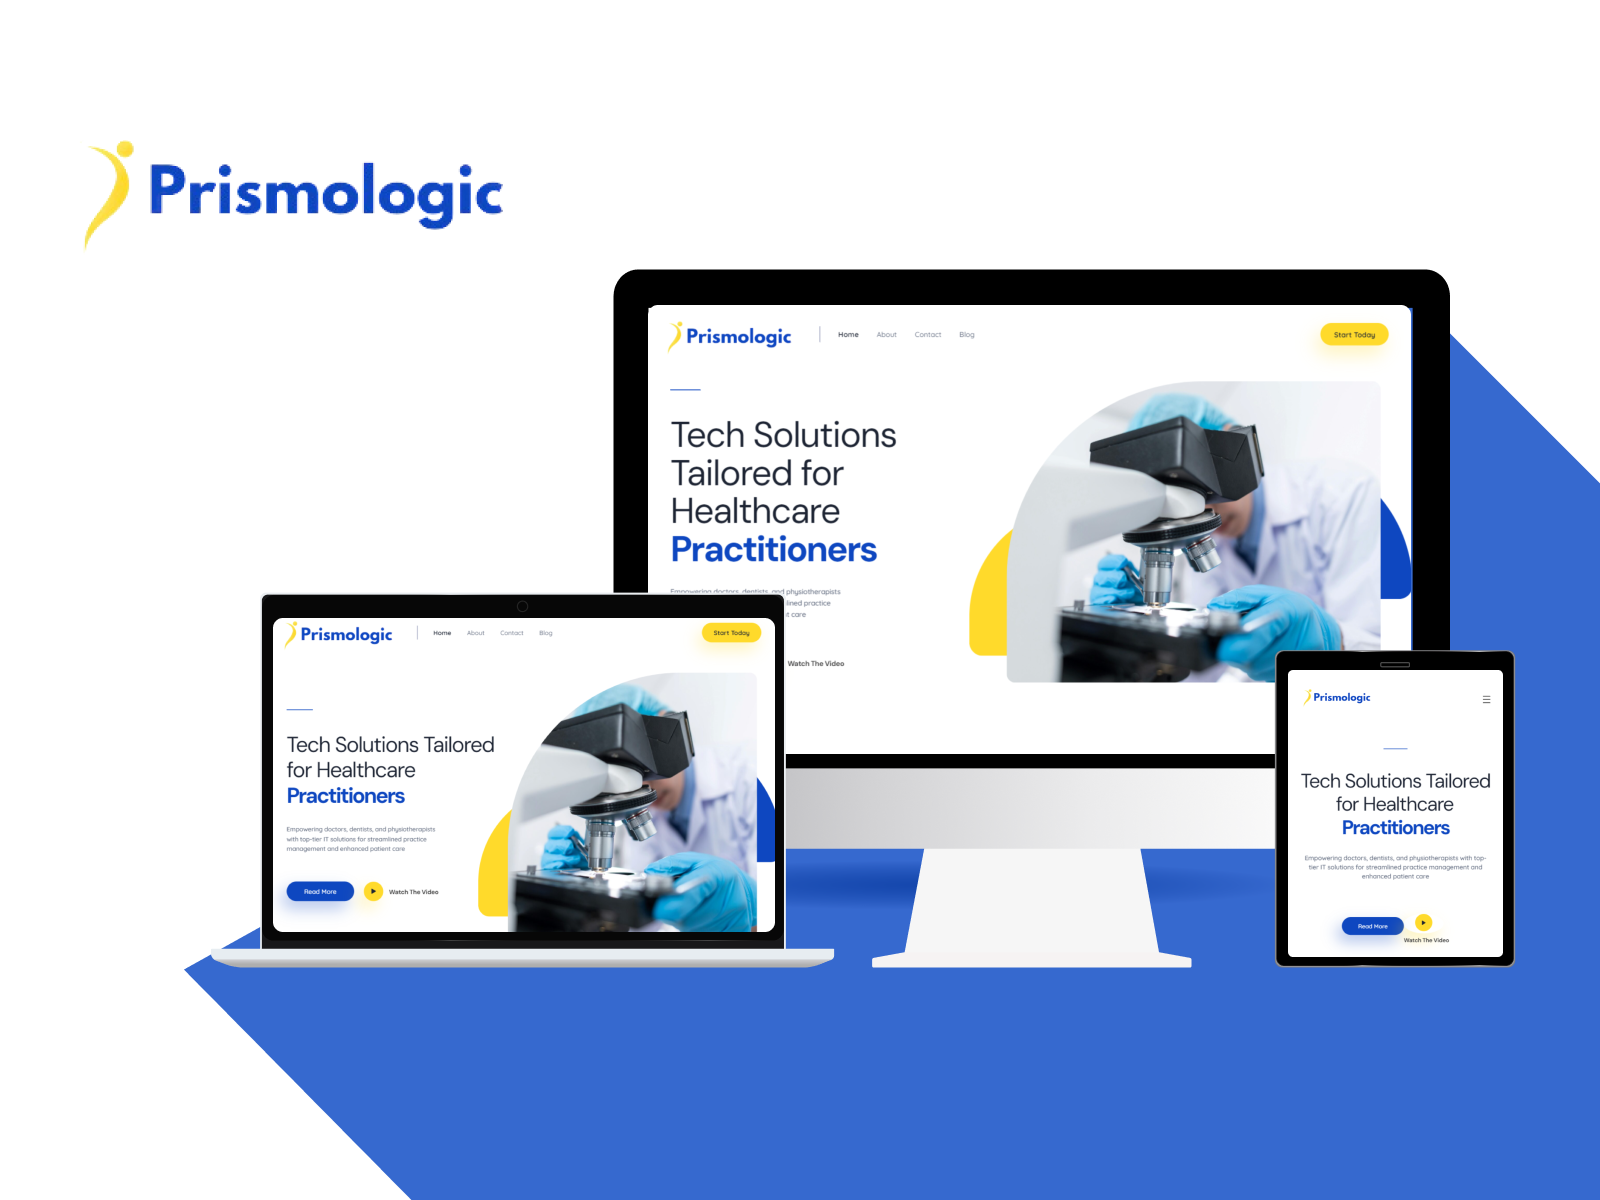 Prismologic
Prismologic
Home About Contact Blog
Start Today
Tech Solutions
Tailored for
Healthcare
Practitioners
Empowering doctors, dentists, and physiotherapists
lined practice
t care
Watch The Video
Prismologic
Home About Contact Blog
Start Today
Tech Solutions Tailored
for Healthcare
Practitioners
Empowering doctors, dentists, and physiotherapists
with top-tier IT solutions for streamlined practice
management and enhanced patient care
Read More
Watch The Video
Prismologic
Tech Solutions Tailored
for Healthcare
Practitioners
Empowering doctors, dentists, and physiotherapists with top-
tier IT solutions for streamlined practice management and
enhanced patient care
Read More
Watch The Video